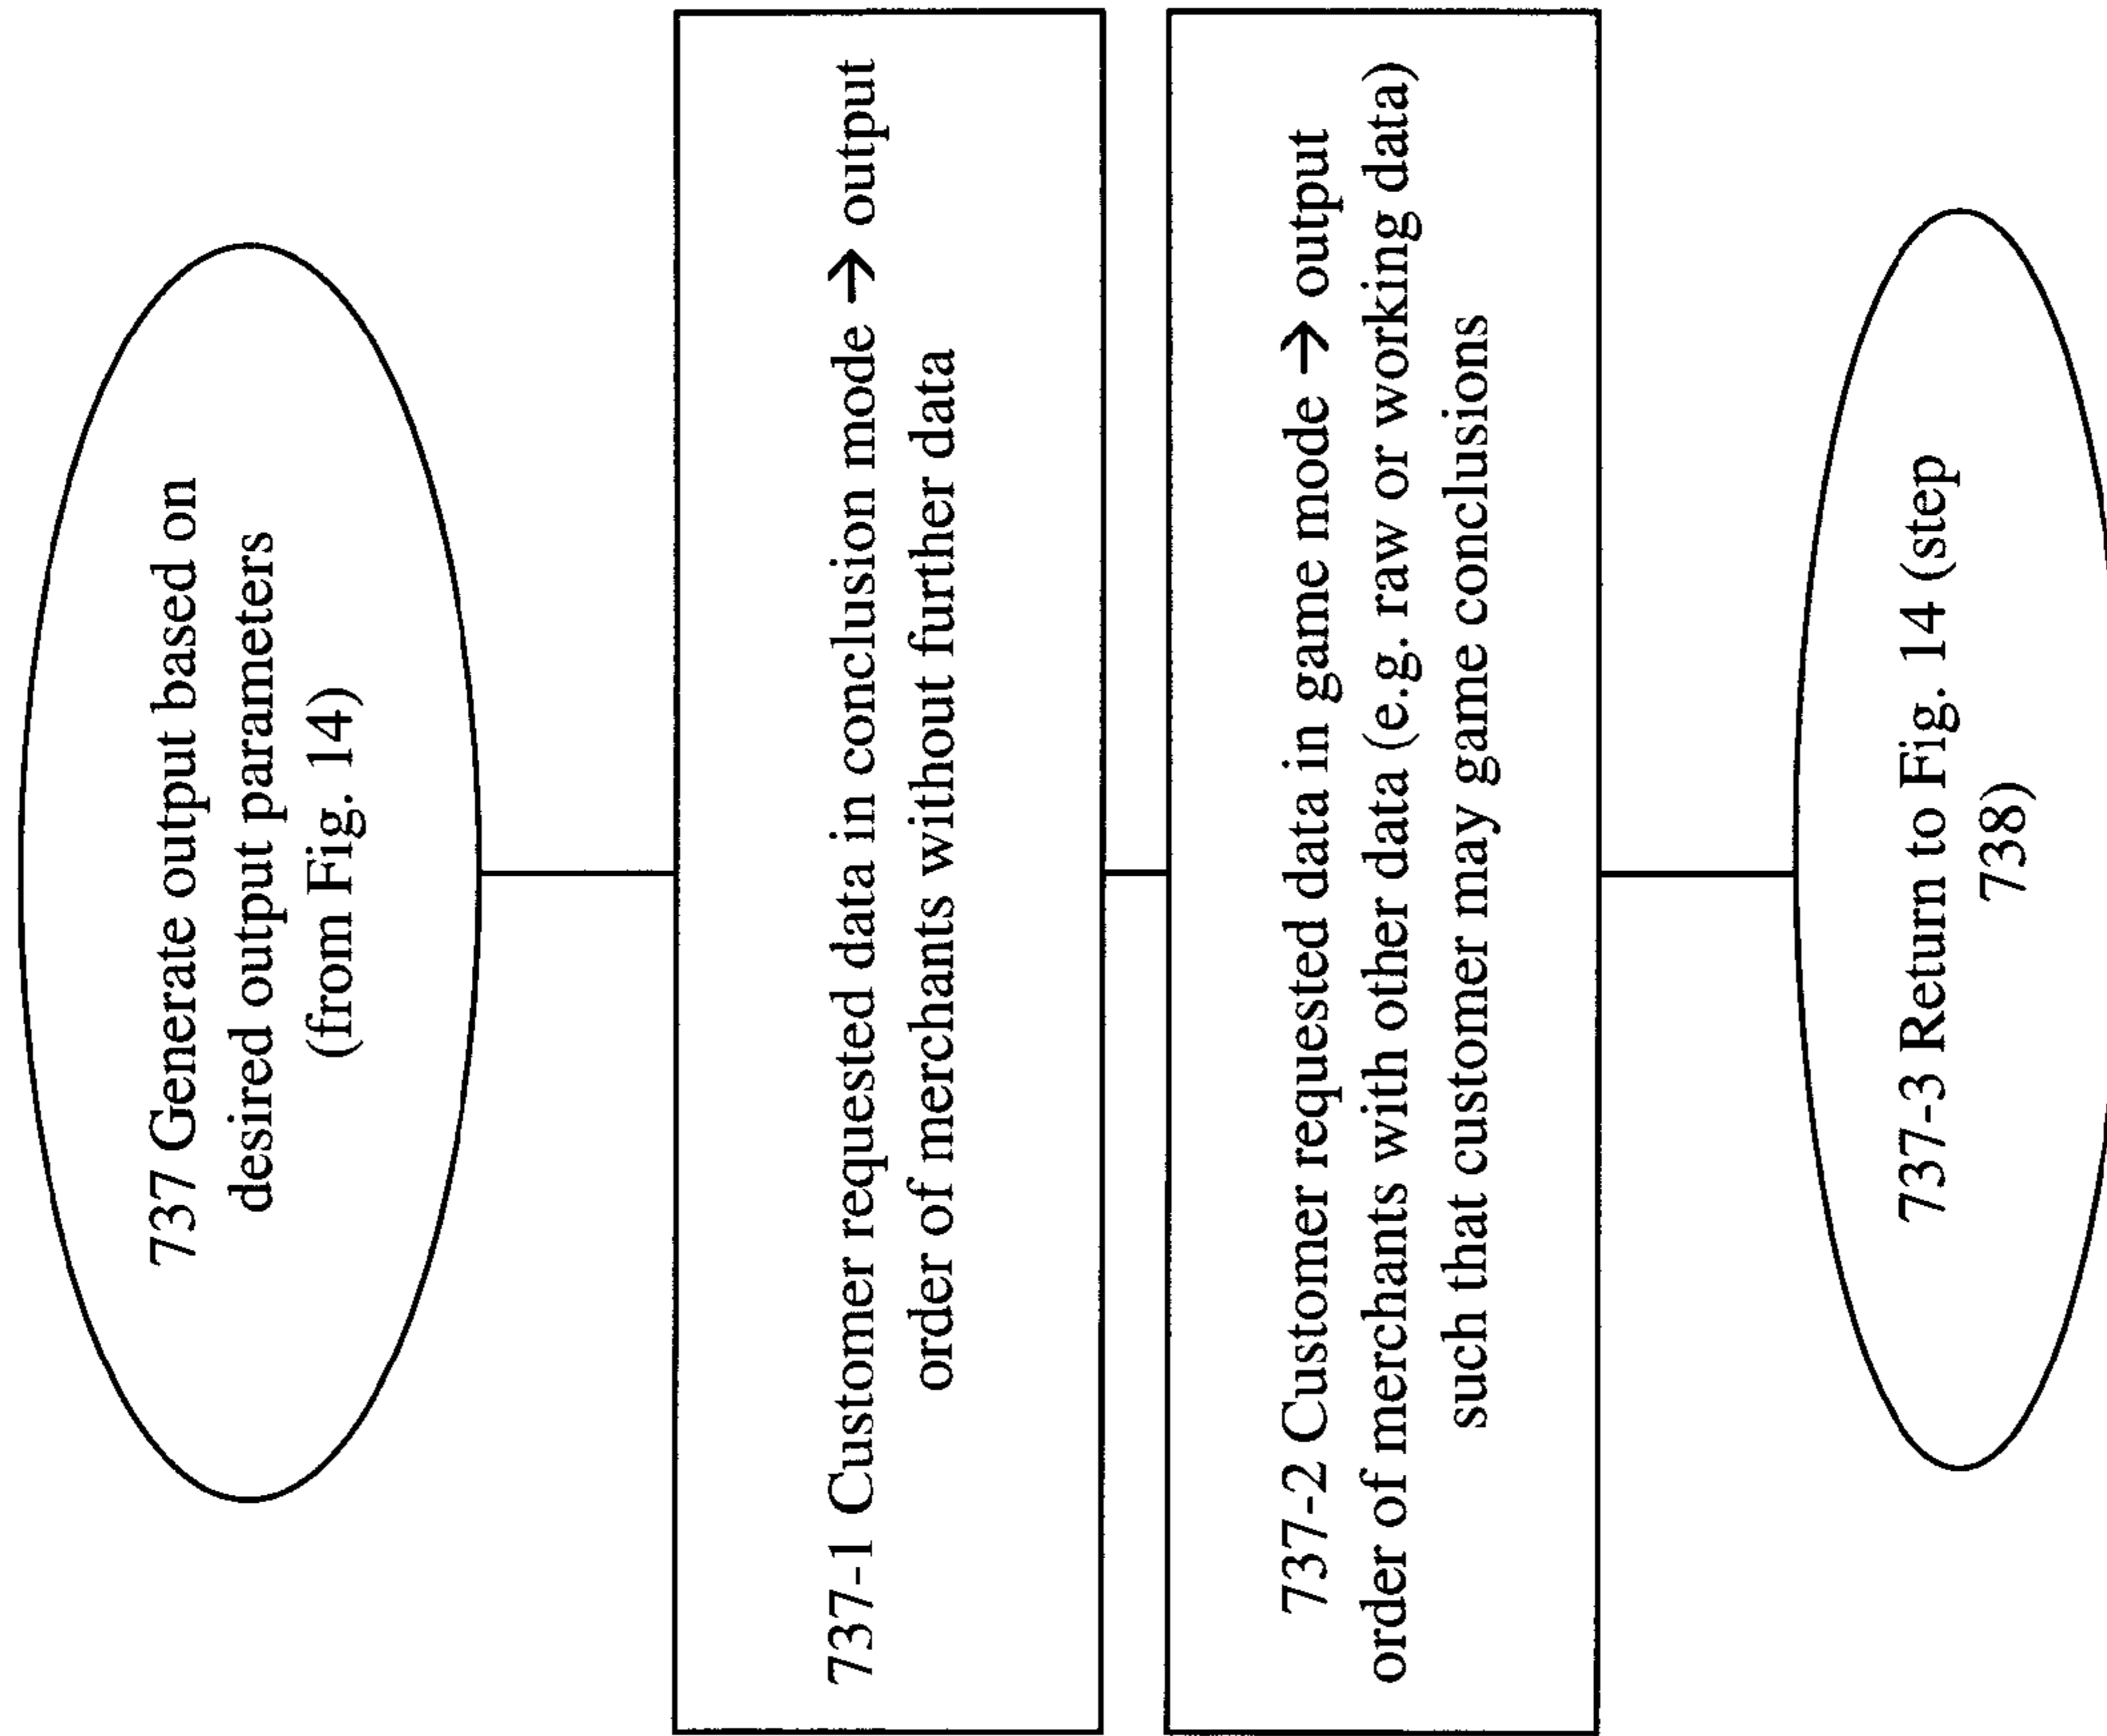 737 Generate output based on
desired output parameters
(from Fig. 14)
737-1 Customer requested data in conclusion mode → output
order of merchants without further data
737-2 Customer requested data in game mode → output
order of merchants with other data (e.g. raw or working data)
such that customer may game conclusions
737-3 Return to Fig. 14 (step
738)